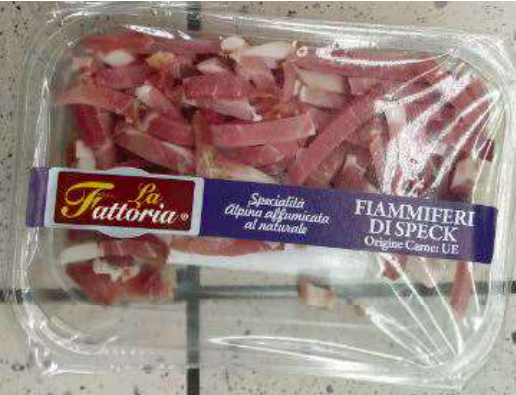 La
Fattoria®
Specialità
Alpina affumicata
al naturale
FIAMMIFERI
DI SPECK
Origine Carne: UE